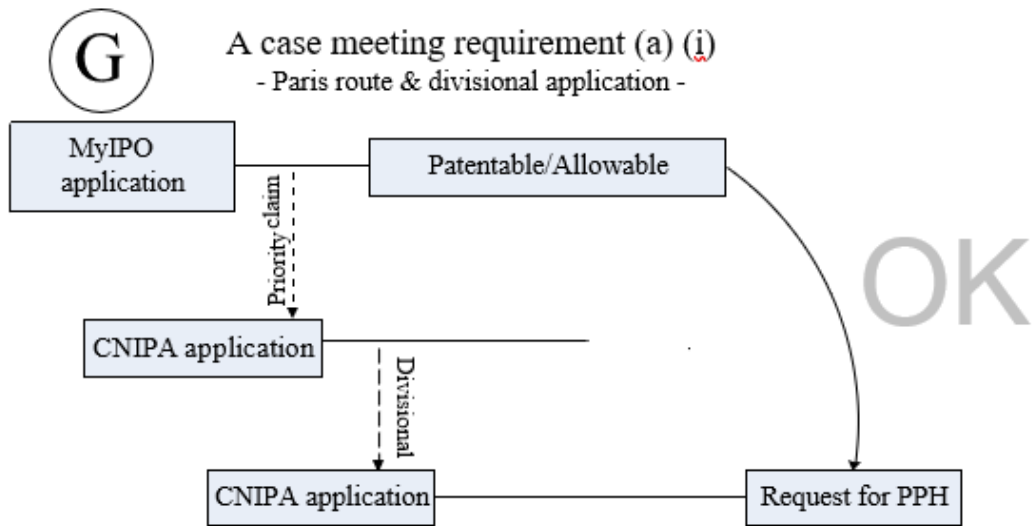 G
A case meeting requirement (a) (i)
- Paris route & divisional application -
MyIPO
application
Patentable/Allowable
Priority claim
OK
CNIPA application
Divisional
CNIPA application
Request for PPH